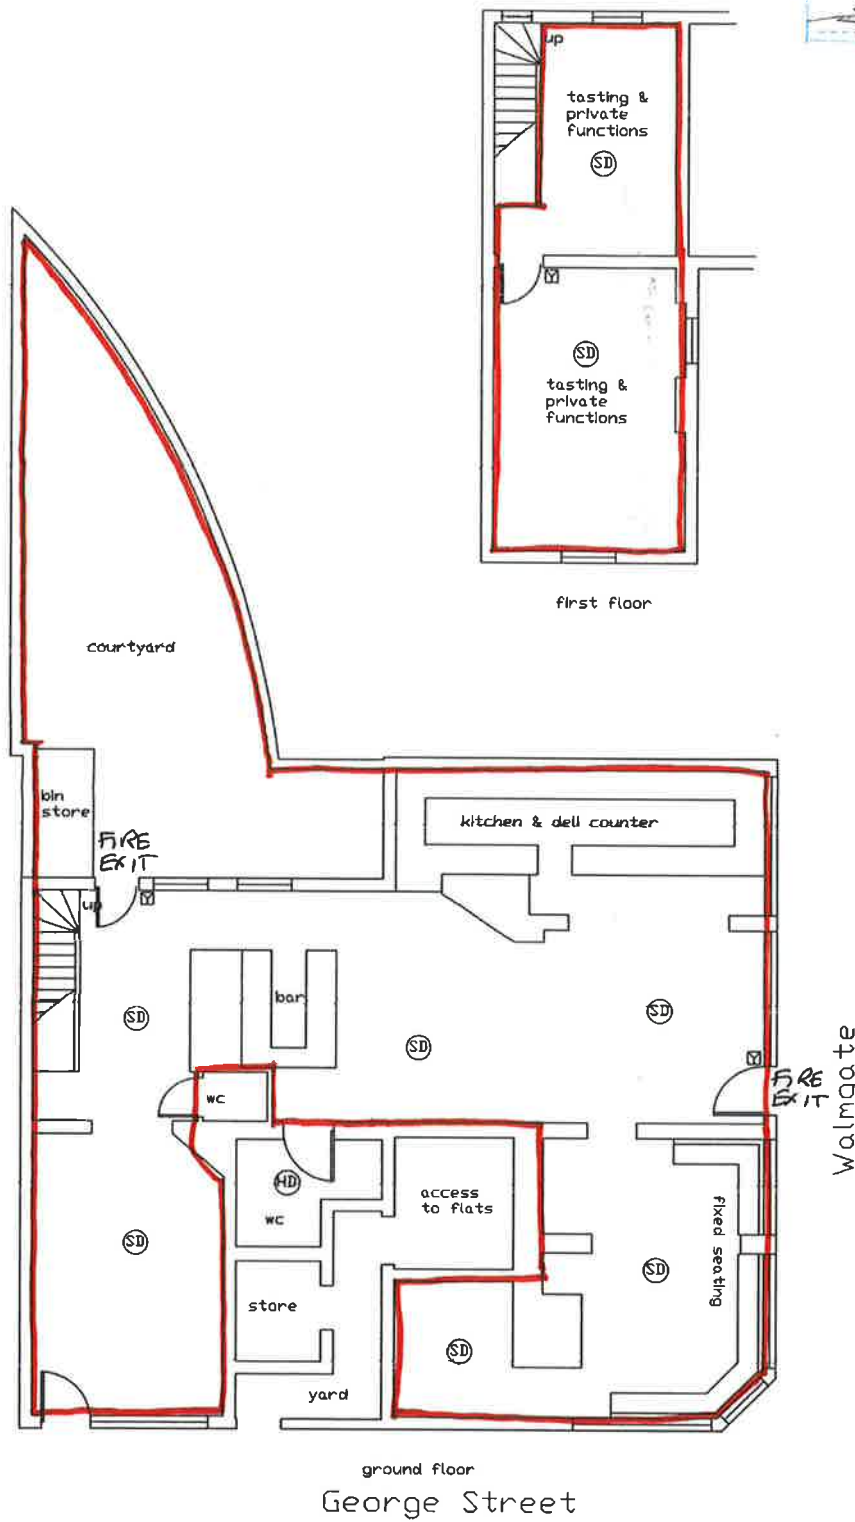 up
tasting &
private
functions
SD
SD
tasting &
private
functions
first floor
courtyard
bin
store
FIRE
EXIT
kitchen & deli counter
up
bar
SD
SD
SD
FIRE
EXIT
Walmgate
wc
HD
wc
access
to flats
fixed seating
SD
SD
store
SD
yard
ground floor
George Street